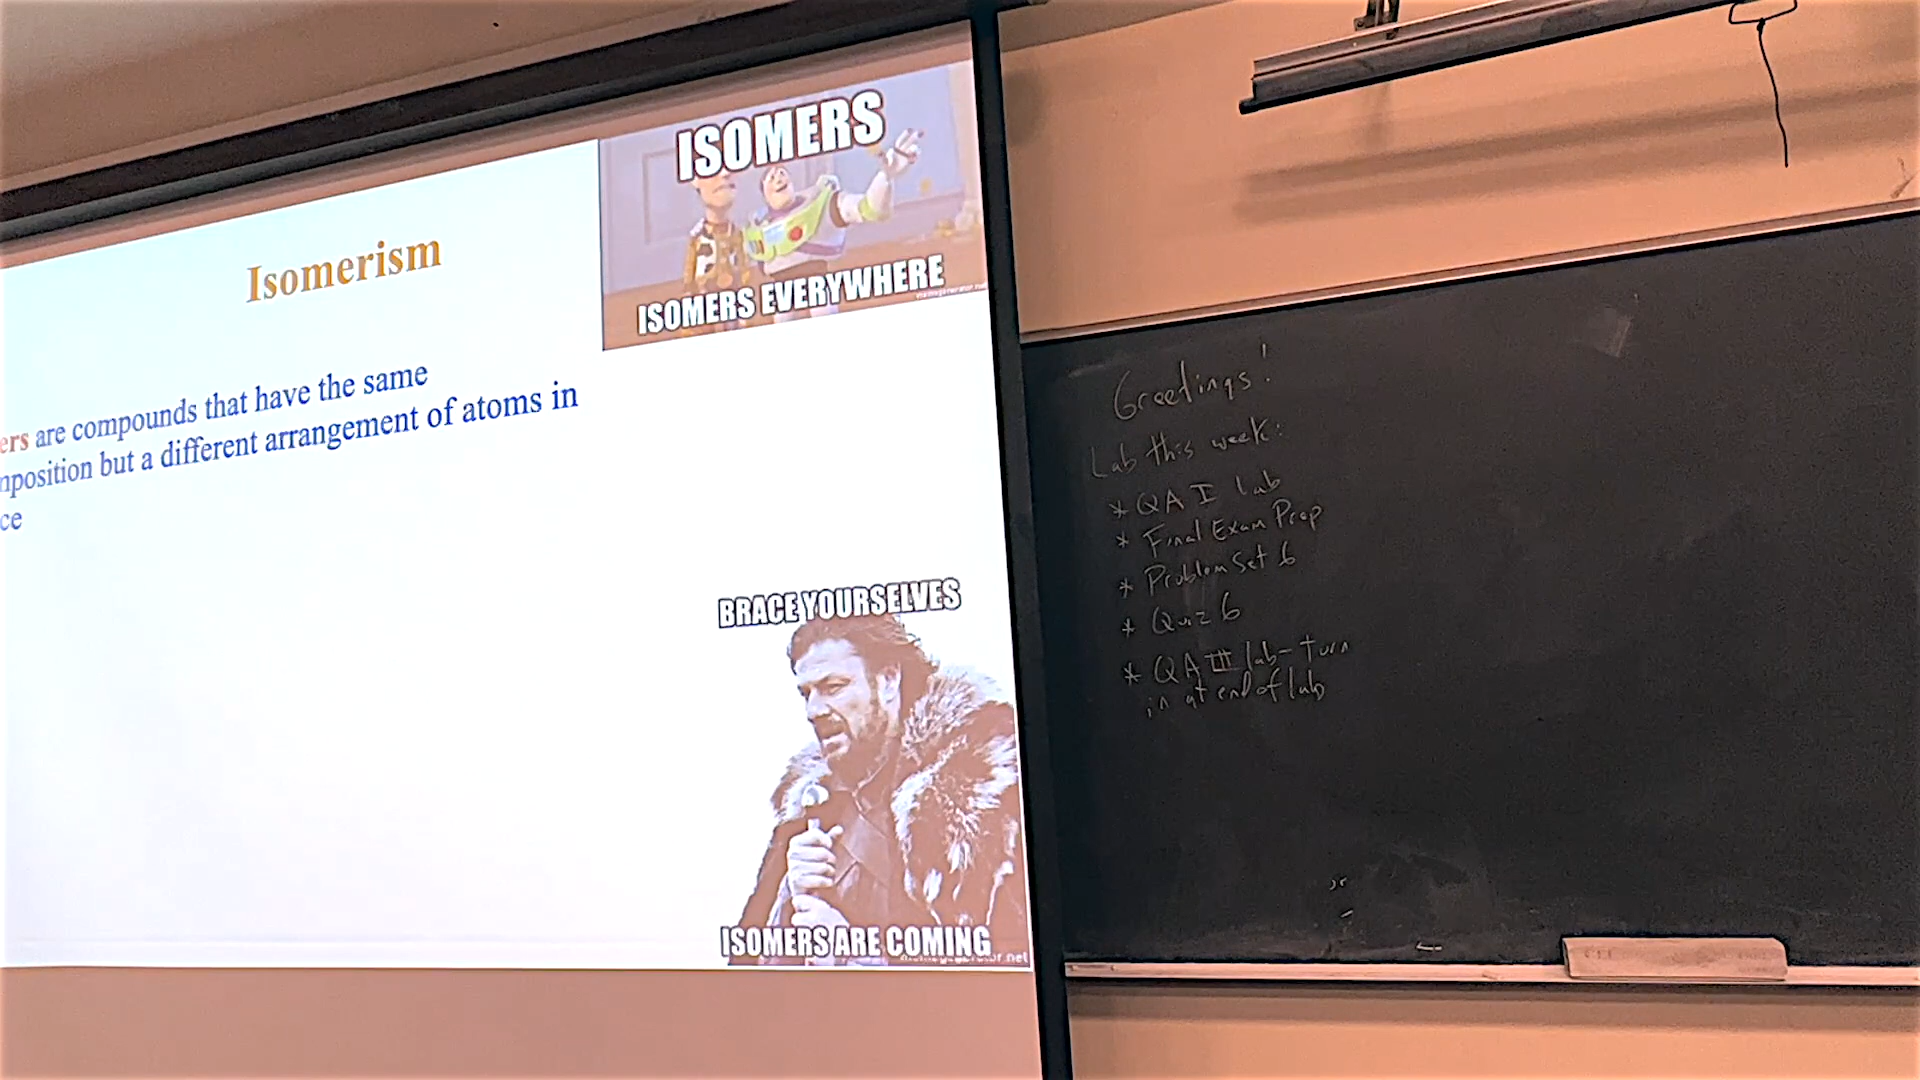 ISOMERS
ISOMERS EVERYWHERE
Isomerism
ers are compounds that have the same
mposition but a different arrangement of atoms in
ce
BRACE YOURSELVES
ISOMERS ARE COMING
Greetings!
Lab this week:
* QA I lab
* Final Exam Prep
* Problem Set 6
* Quiz 6
* QA III lab - turn
in at end of lab